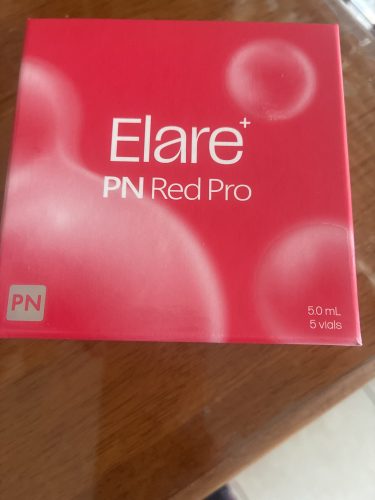 Elare+
PN Red Pro
PN
5.0 mL
5 vials